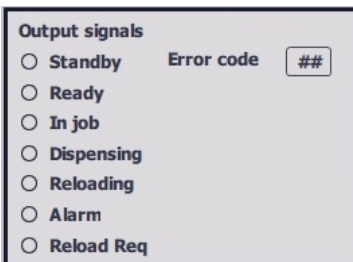 Output signals
Standby Error code ##
Ready
In job
Dispensing
Reloading
Alarm
Reload Req